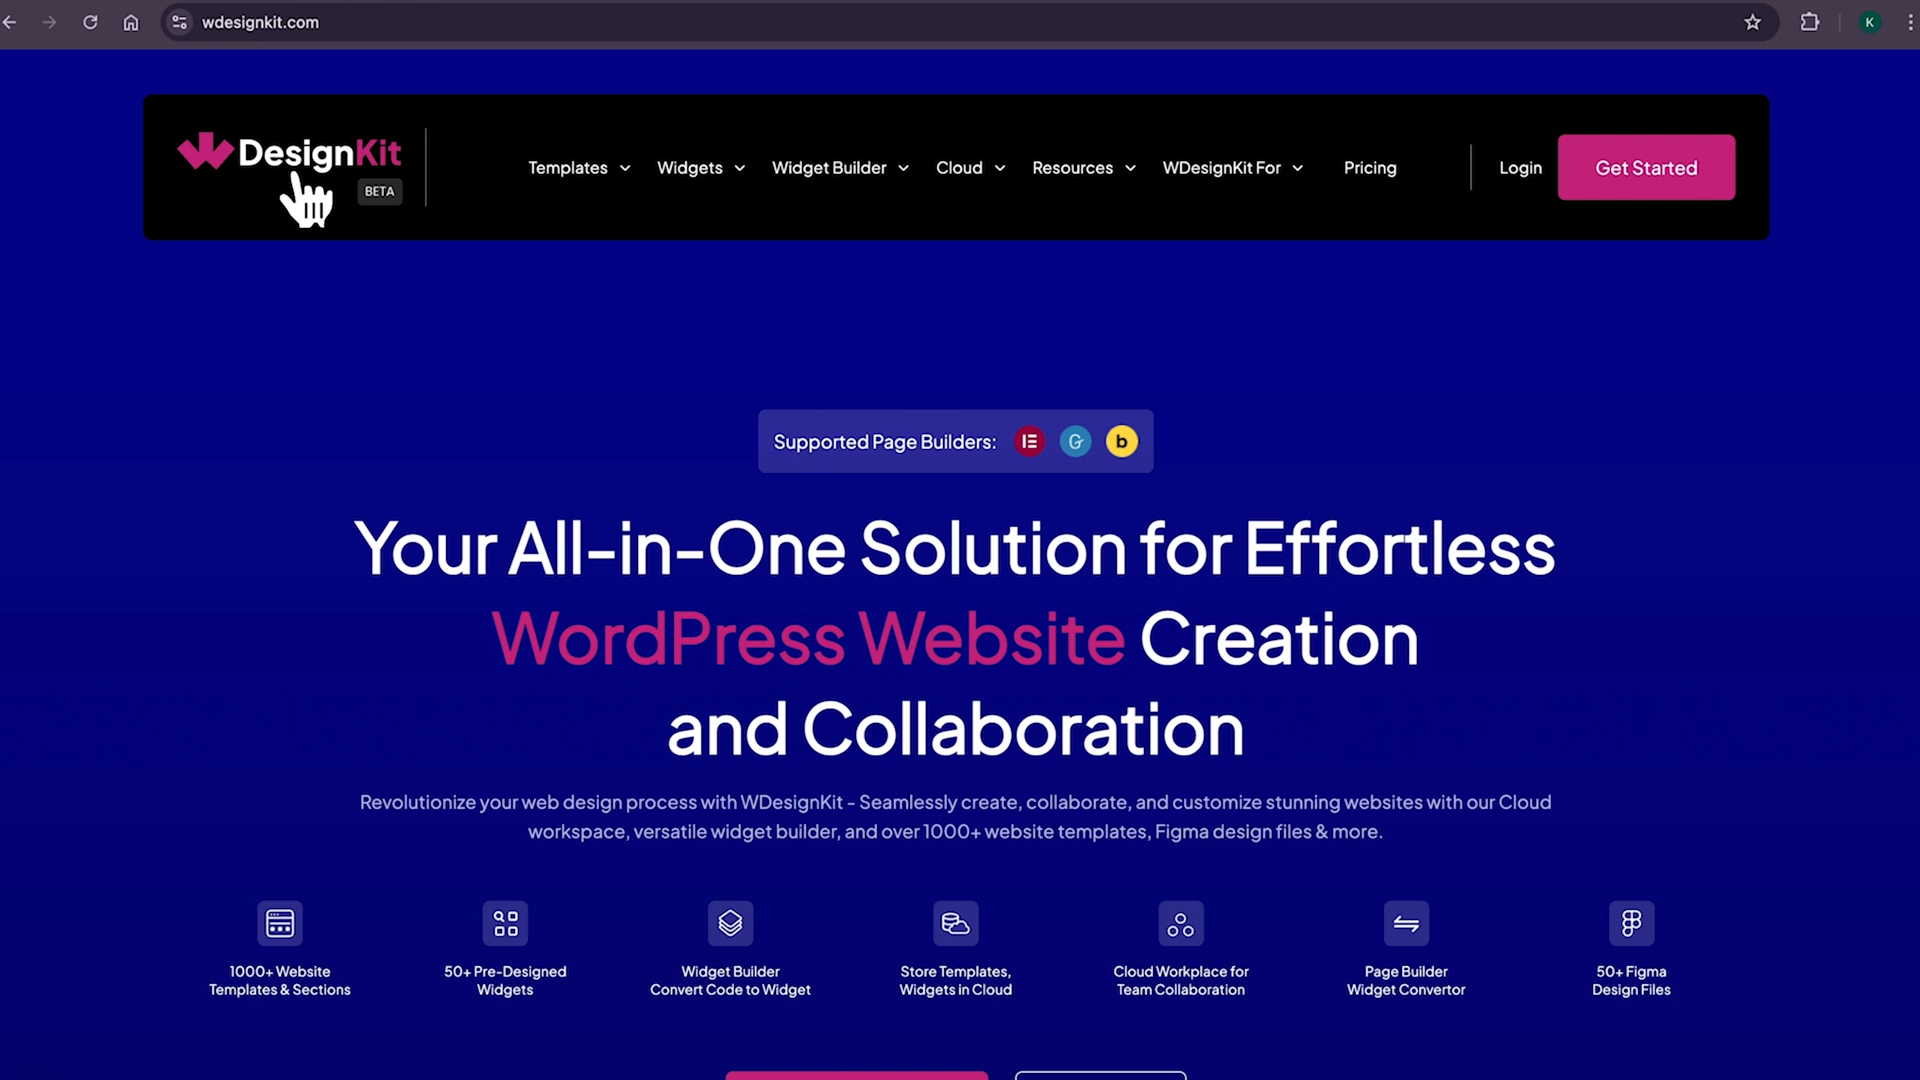 wdesignkit.com
K
DesignKit
BETA
Templates
Widgets
Widget Builder
Cloud
Resources
WDesignKit For
Pricing
Login
Get Started
Supported Page Builders:
b
Your All-in-One Solution for Effortless
WordPress Website Creation
and Collaboration
Revolutionize your web design process with WDesignKit - Seamlessly create, collaborate, and customize stunning websites with our Cloud
workspace, versatile widget builder, and over 1000+ website templates, Figma design files & more.
1000+ Website
Templates & Sections
50+ Pre-Designed
Widgets
Widget Builder
Convert Code to Widget
Store Templates,
Widgets in Cloud
Cloud Workplace for
Team Collaboration
Page Builder
Widget Convertor
50+ Figma
Design Files